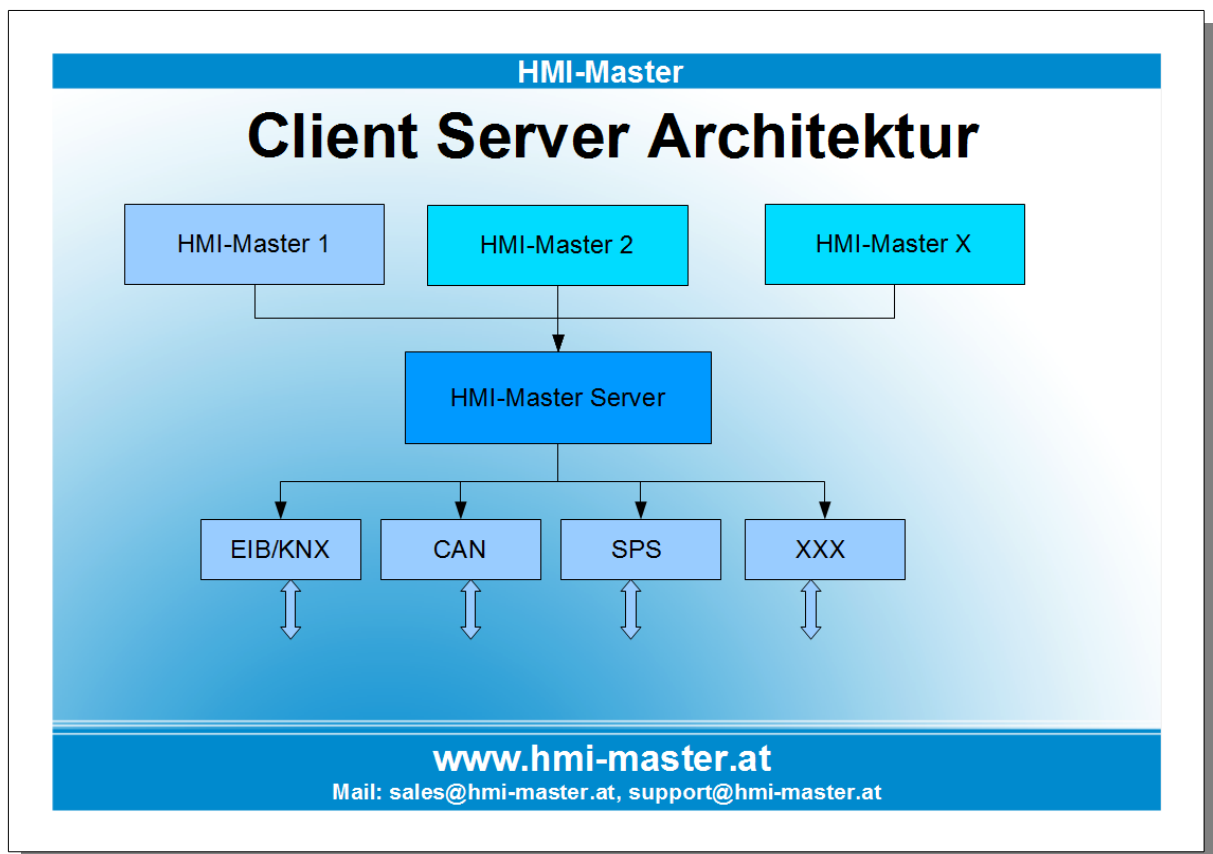 HMI-Master
Client Server Architektur
HMI-Master 1
HMI-Master 2
HMI-Master X
HMI-Master Server
EIB/KNX
CAN
SPS
XXX
www.hmi-master.at
Mail: sales@hmi-master.at, support@hmi-master.at